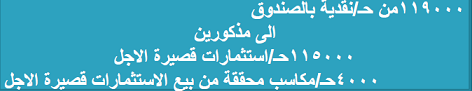 ١١٩٠٠٠من حـ/نقدية بالصندوق
الى مذكورين
١١٥٠٠٠حـ/استثمارات قصيرة الاجل
٤٠٠٠حـ/مكاسب محققة من بيع الاستثمارات قصيرة الاجل